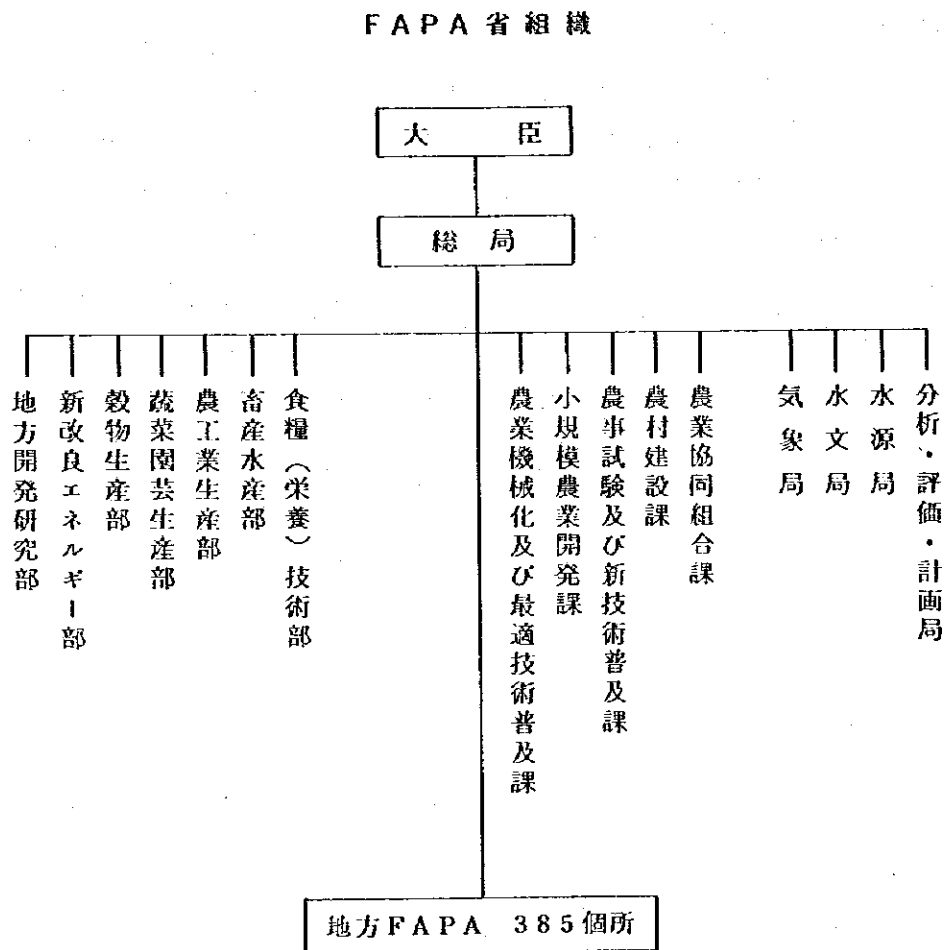 FAPA省組織
大臣
総局
地方開発研究部
新改良エネルギー部
穀物生産部
蔬菜園芸生産部
農工業生産部
畜産水産部
食糧(栄養)技術部
農業機械化及び最適技術普及課
小規模農業開発課
農事試験及び新技術普及課
農村建設課
農業協同組合課
気象局
水文局
水源局
分析・評価・計画局
地方FAPA 385個所